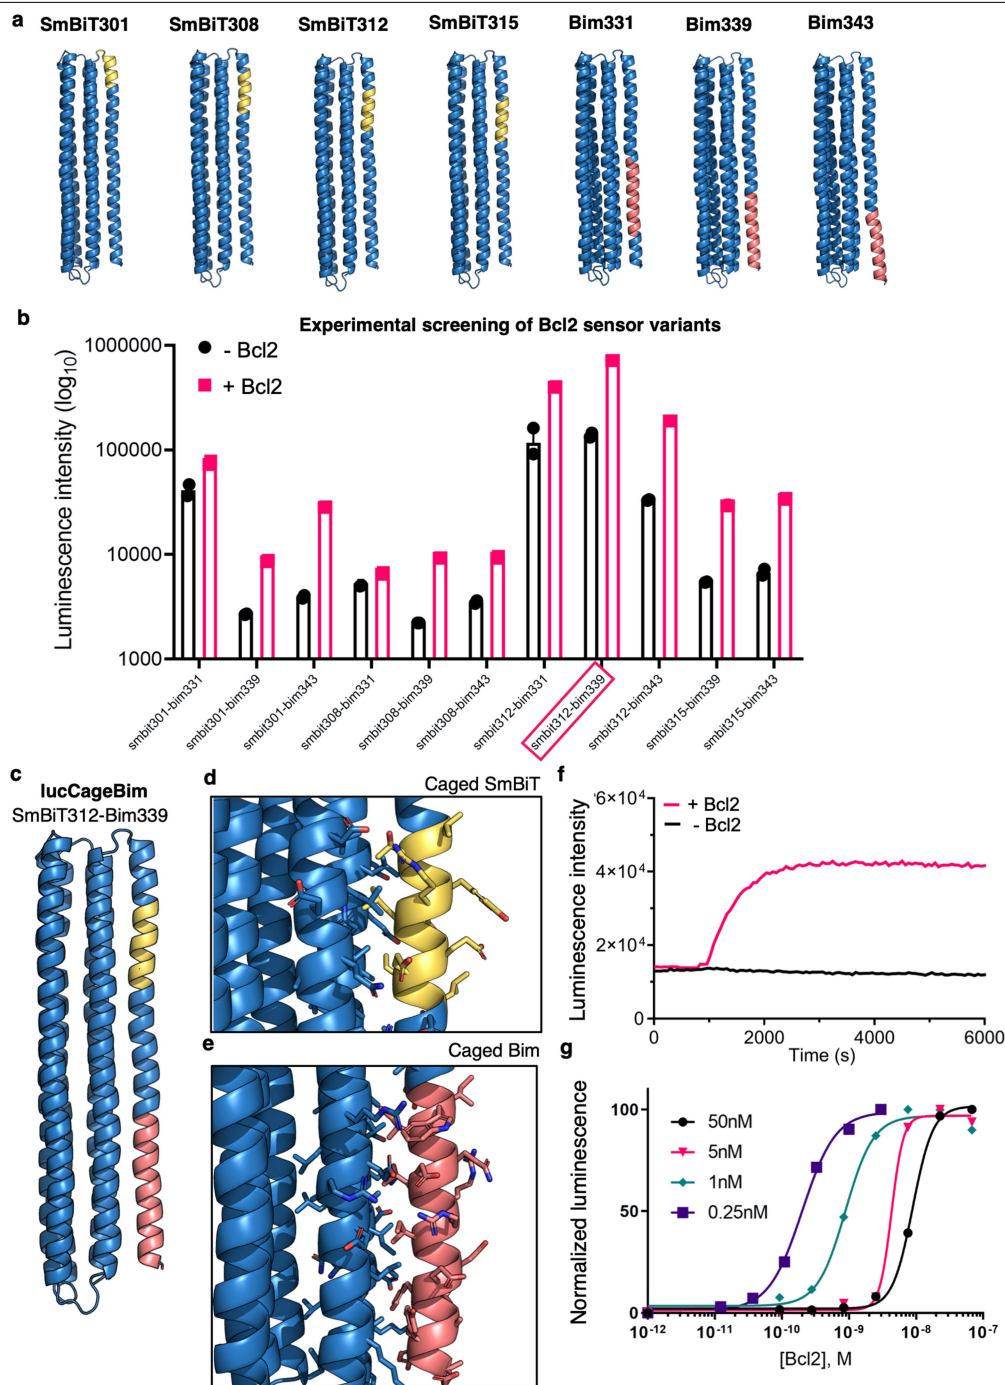 a
SmBiT301 SmBiT308 SmBiT312 SmBiT315 Bim331 Bim339 Bim343
b
Experimental screening of Bcl2 sensor variants
Luminescence intensity (log10)
1000000
100000
10000
1000
- Bcl2
+ Bcl2
smbit301-bim331
smbit301-bim339
smbit301-bim343
smbit308-bim331
smbit308-bim339
smbit308-bim343
smbit312-bim331
smbit312-bim339
smbit312-bim343
smbit315-bim339
smbit315-bim343
c
lucCageBim
SmBiT312-Bim339
d
Caged SmBiT
e
Caged Bim
f
Luminescence intensity
6×10⁴
4×10⁴
2×10⁴
0
+ Bcl2
- Bcl2
0 2000 4000 6000
Time (s)
g
Normalized luminescence
100
50
0
50nM
5nM
1nM
0.25nM
10⁻¹² 10⁻¹¹ 10⁻¹⁰ 10⁻⁹ 10⁻⁸ 10⁻⁷
[Bcl2], M